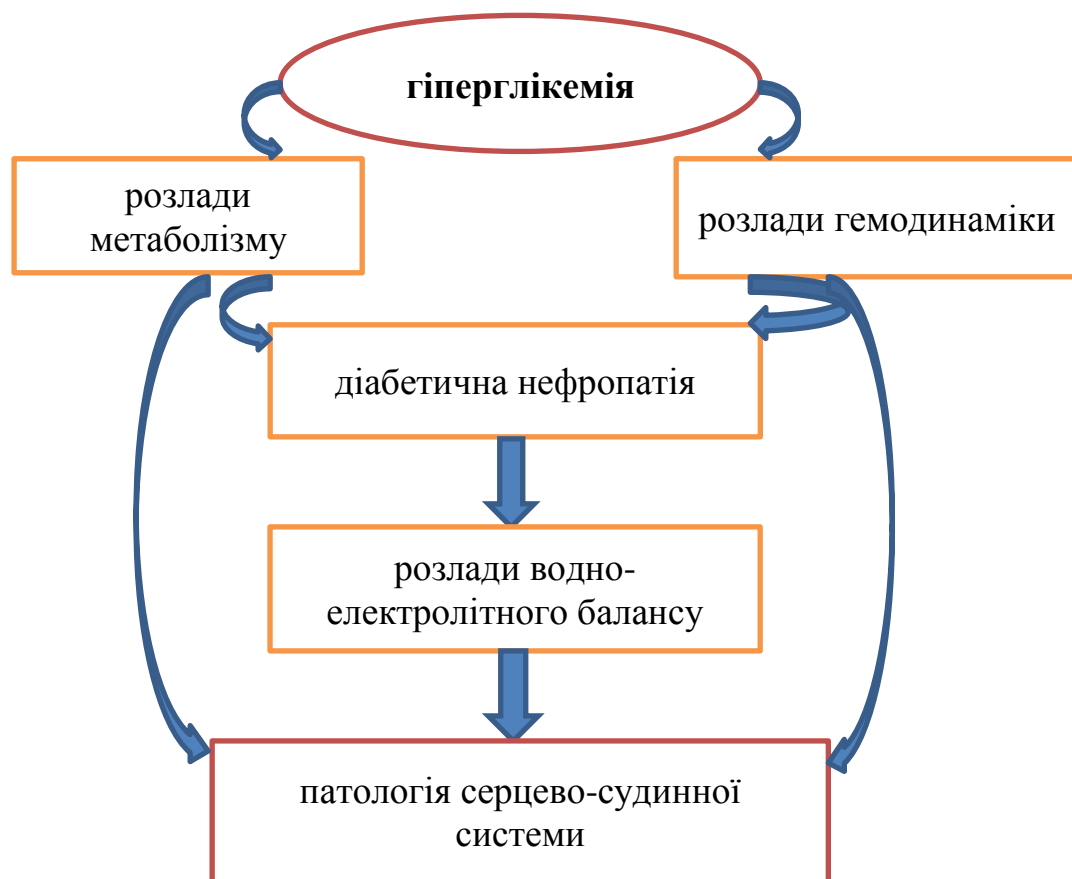 гіперглікемія
розлади
метаболізму
розлади гемодинаміки
діабетична нефропатія
розлади водно-
електролітного балансу
патологія серцево-судинної
системи